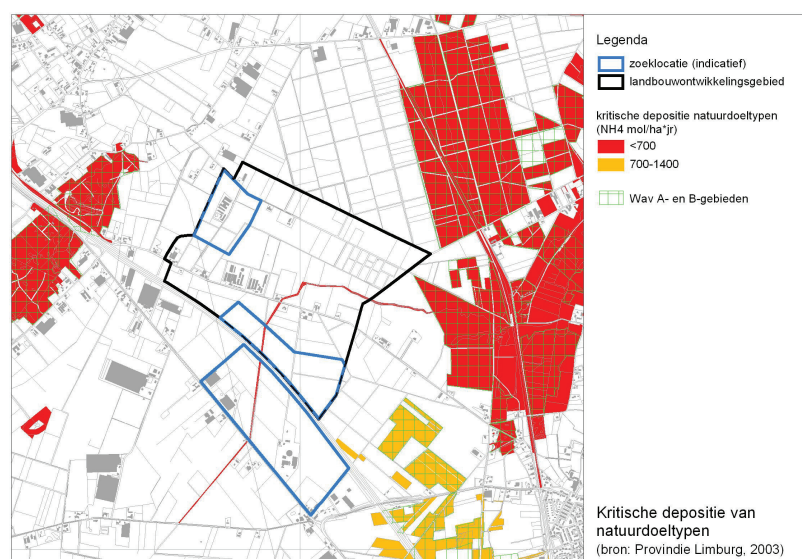 Legenda
zoeklocatie (indicatief)
landbouwontwikkelingsgebied
kritische depositie natuurdoeltypen
(NH4 mol/ha*jr)
<700
700-1400
Wav A- en B-gebieden
Kritische depositie van
natuurdoeltypen
(bron: Provindie Limburg, 2003)